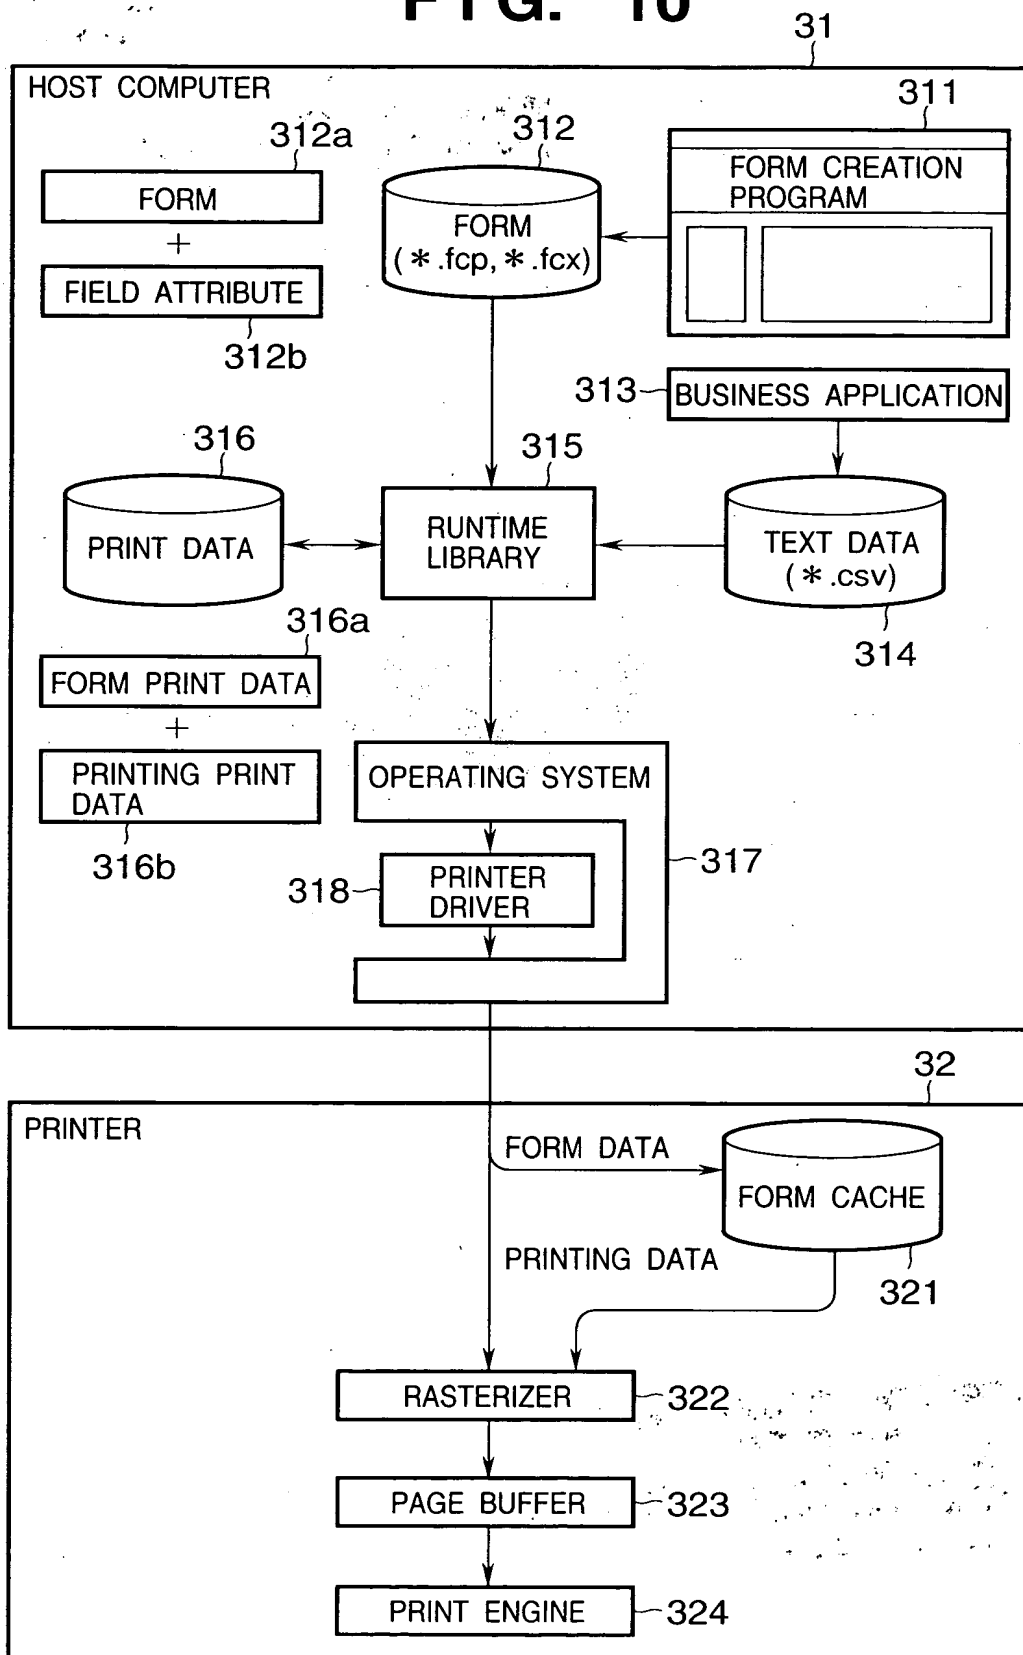 FIG. 10
31
HOST COMPUTER
311
312a
312
FORM
FORM CREATION
PROGRAM
+
FORM
(*.fcp, *.fcx)
FIELD ATTRIBUTE
312b
313
BUSINESS APPLICATION
316
315
PRINT DATA
RUNTIME
LIBRARY
TEXT DATA
(*.csv)
314
316a
FORM PRINT DATA
+
PRINTING PRINT
DATA
316b
OPERATING SYSTEM
317
318
PRINTER
DRIVER
32
PRINTER
FORM DATA
FORM CACHE
321
PRINTING DATA
RASTERIZER
322
PAGE BUFFER
323
PRINT ENGINE
324